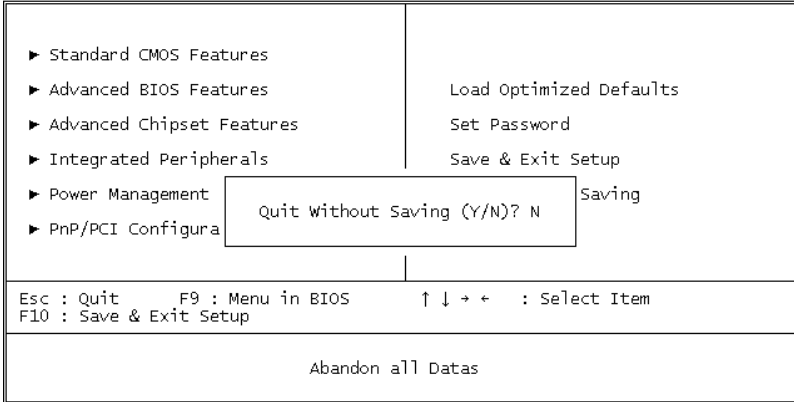 ► Standard CMOS Features
► Advanced BIOS Features
► Advanced Chipset Features
► Integrated Peripherals
► Power Management
► PnP/PCI Configura
Load Optimized Defaults
Set Password
Save & Exit Setup
Saving
Quit Without Saving (Y/N)? N
Esc : Quit F9 : Menu in BIOS ↑ ↓ → ← : Select Item
F10 : Save & Exit Setup
Abandon all Datas